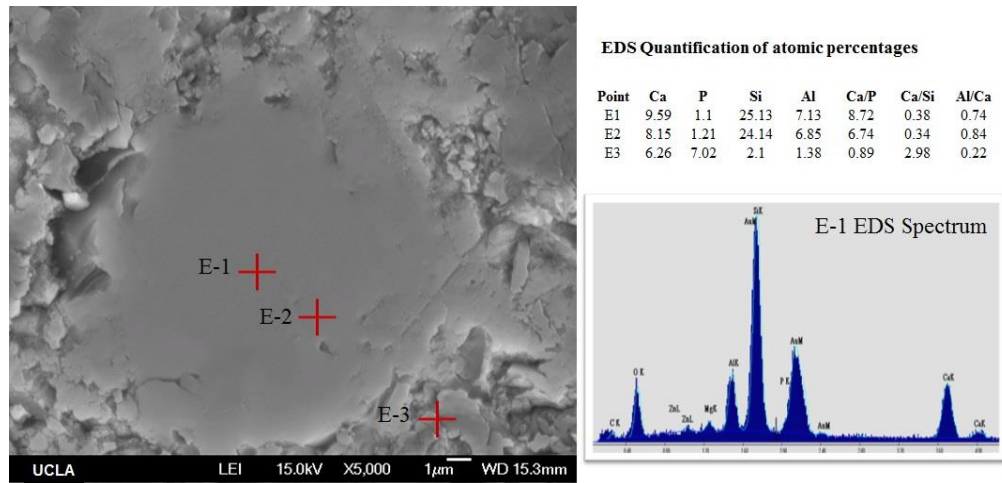 E-1
E-2
E-3
UCLA LEI 15.0kV X5,000 1μm WD 15.3mm
EDS Quantification of atomic percentages
Point Ca P Si Al Ca/P Ca/Si Al/Ca
E1 9.59 1.1 25.13 7.13 8.72 0.38 0.74
E2 8.15 1.21 24.14 6.85 6.74 0.34 0.84
E3 6.26 7.02 2.1 1.38 0.89 2.98 0.22
E-1 EDS Spectrum
SiK
AuM
AuM
AlK
O K
P K
CaK
ZnL
ZnL
MgK
C K
AuM
CaK